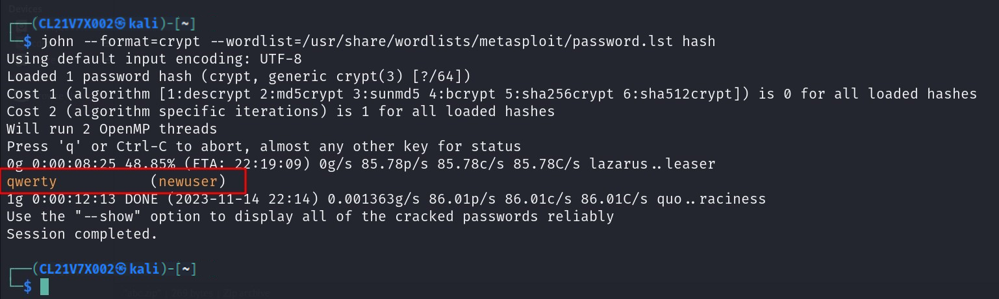 Devices
(CL21V7X002㉿kali)-[~]
$ john --format=crypt --wordlist=/usr/share/wordlists/metasploit/password.lst hash
Using default input encoding: UTF-8
Loaded 1 password hash (crypt, generic crypt(3) [?/64])
Cost 1 (algorithm [1:descrypt 2:md5crypt 3:sunmd5 4:bcrypt 5:sha256crypt 6:sha512crypt]) is 0 for all loaded hashes
Cost 2 (algorithm specific iterations) is 1 for all loaded hashes
Will run 2 OpenMP threads
Press 'q' or Ctrl-C to abort, almost any other key for status
0g 0:00:08:25 48.85% (ETA: 22:19:09) 0g/s 85.78p/s 85.78c/s 85.78C/s lazarus..leaser
qwerty (newuser)
1g 0:00:12:13 DONE (2023-11-14 22:14) 0.001363g/s 86.01p/s 86.01c/s 86.01C/s quo..raciness
Use the "--show" option to display all of the cracked passwords reliably
Session completed.
(CL21V7X002㉿kali)-[~]
$